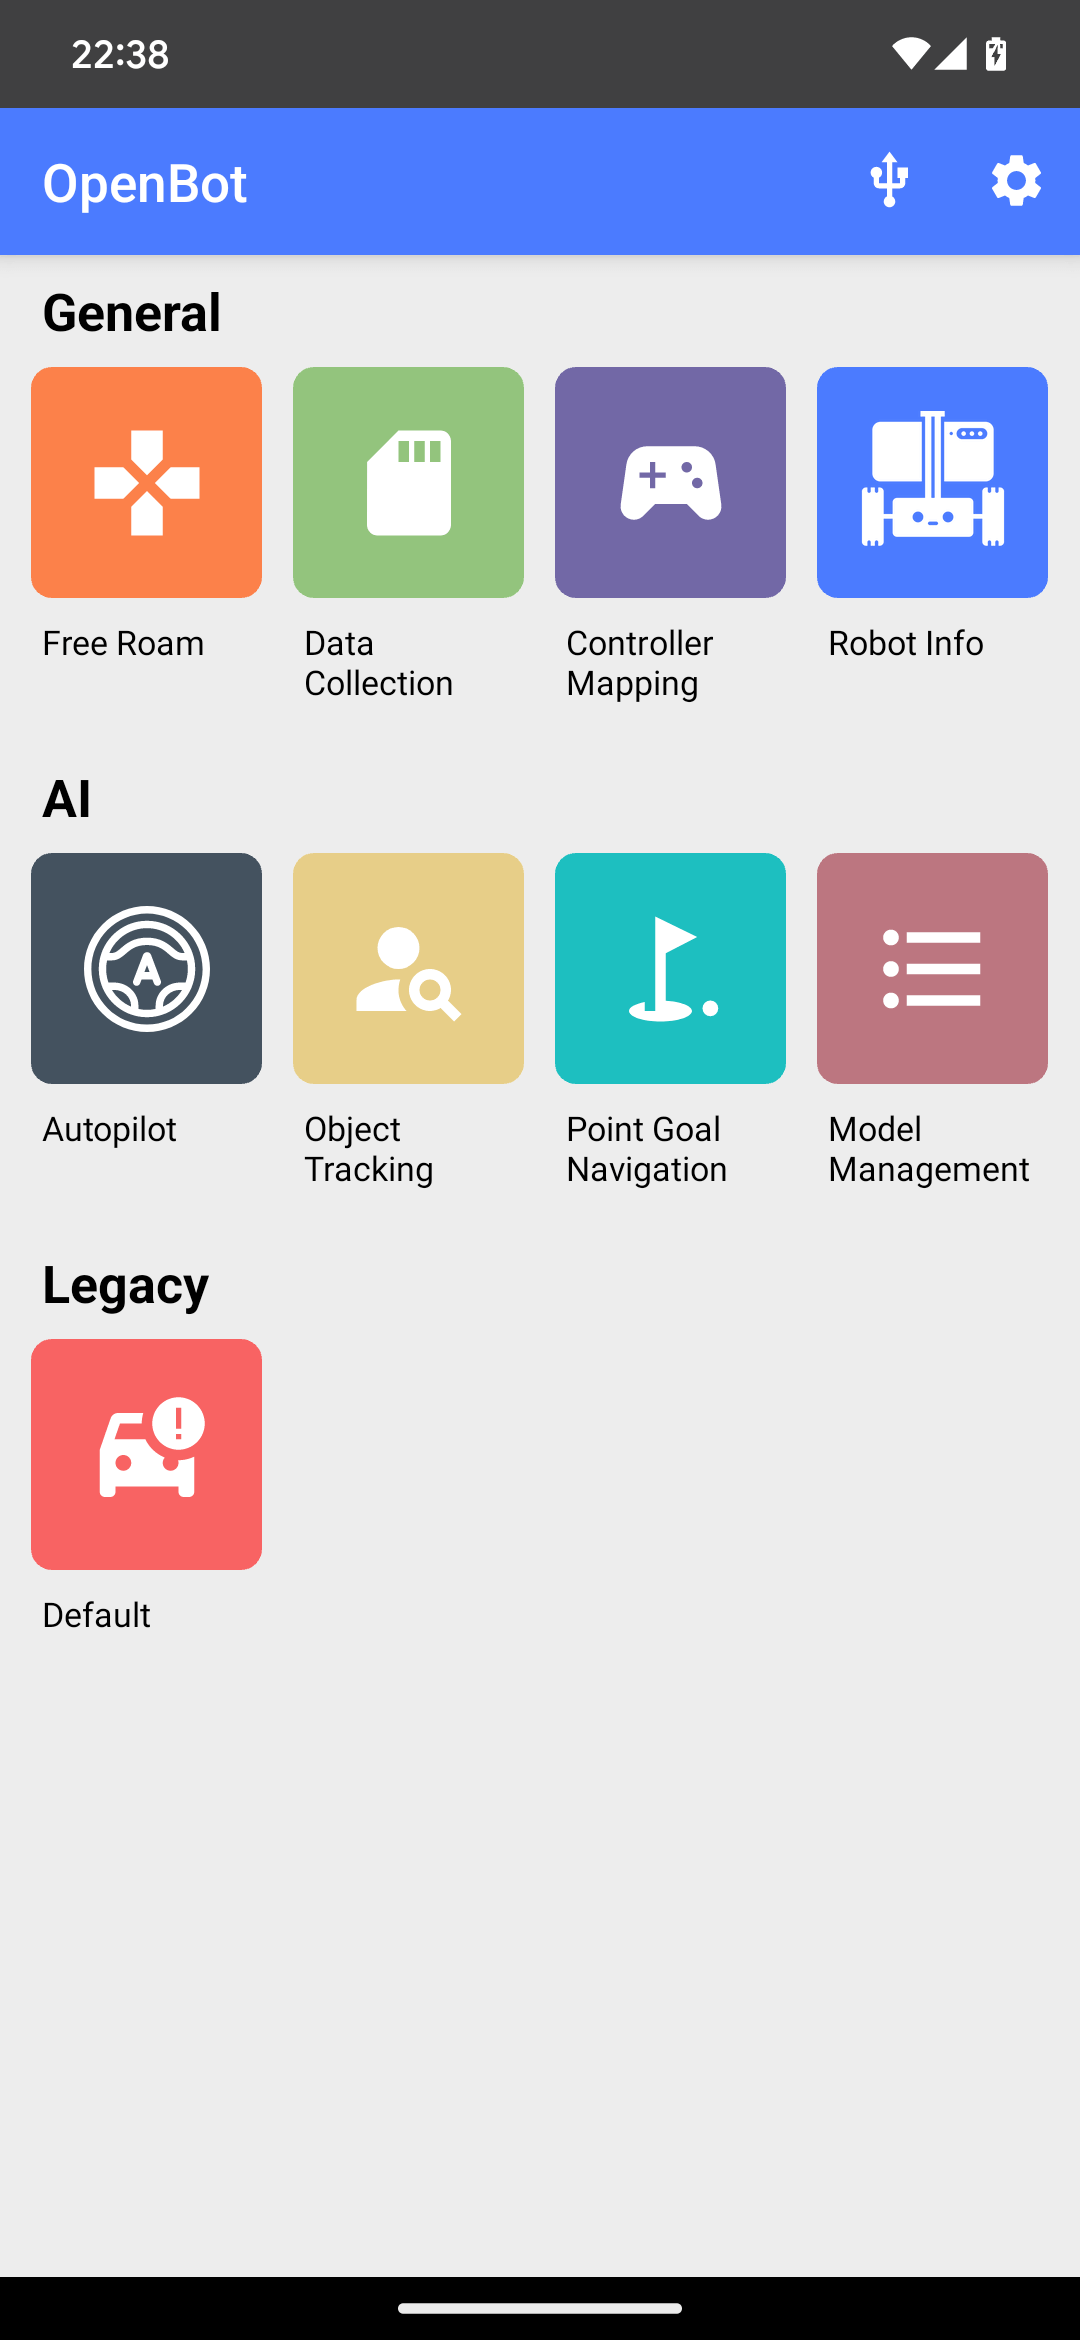 22:38
OpenBot
General
Free Roam
Data
Collection
Controller
Mapping
Robot Info
AI
Autopilot
Object
Tracking
Point Goal
Navigation
Model
Management
Legacy
Default